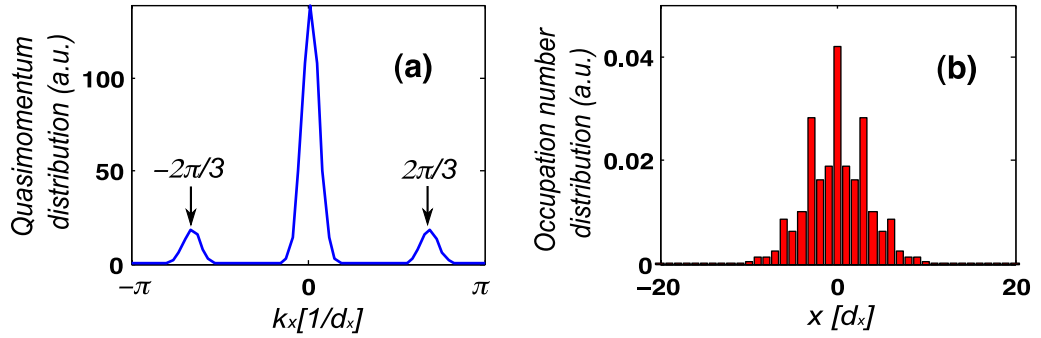 Quasimomentum
distribution (a.u.)
100
50
0
(a)
−2π/3
2π/3
−π
0
π
kx[1/dx]
Occupation number
distribution (a.u.)
0.04
0.02
0
(b)
−20
0
20
x [dx]